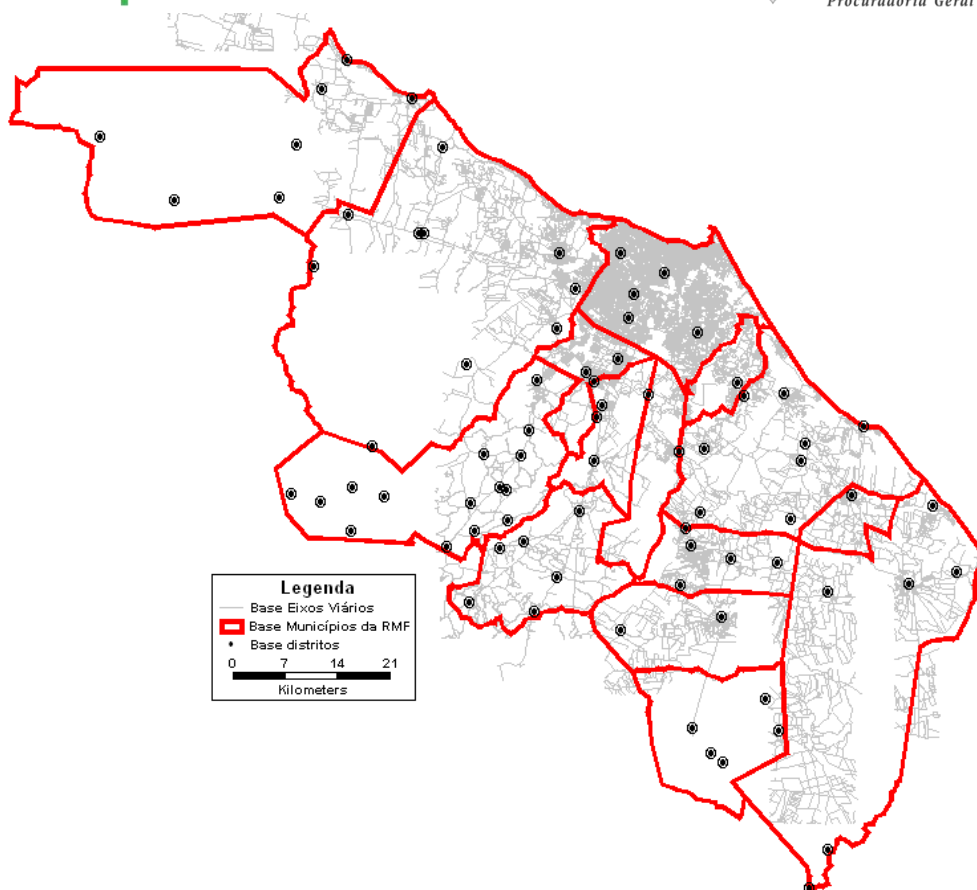 Procuradoria Geral
Legenda
Base Eixos Viários
Base Municípios da RMF
Base distritos
0 7 14 21
Kilometers